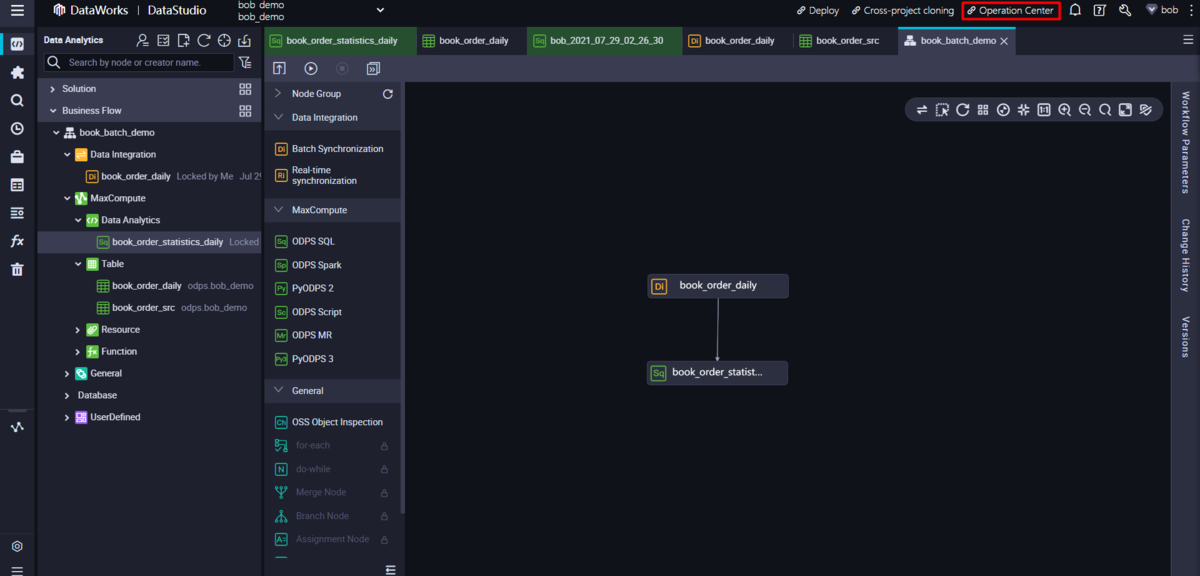 DataWorks | DataStudio
bob demo
bob_demo
Deploy
Cross-project cloning
Operation Center
bob
Data Analytics
Search by node or creator name.
Solution
Business Flow
book_batch_demo
Data Integration
Di book_order_daily Locked by Me Jul 29
MaxCompute
Data Analytics
Sq book_order_statistics_daily Locked
Table
book_order_daily odps.bob_demo
book_order_src odps.bob_demo
Resource
Function
General
Database
UserDefined
Sq book_order_statistics_daily
book_order_daily
Sq bob_2021_07_29_02_26_30
Di book_order_daily
book_order_src
book_batch_demo
Node Group
Data Integration
Di Batch Synchronization
Ri Real-time
synchronization
MaxCompute
Sq ODPS SQL
Sp ODPS Spark
Py PyODPS 2
Sc ODPS Script
Mr ODPS MR
Py3 PyODPS 3
General
Ch OSS Object Inspection
for-each
N do-while
Merge Node
Branch Node
A= Assignment Node
1:1
Di book_order_daily
Sq book_order_statist...
Workflow Parameters
Change History
Versions